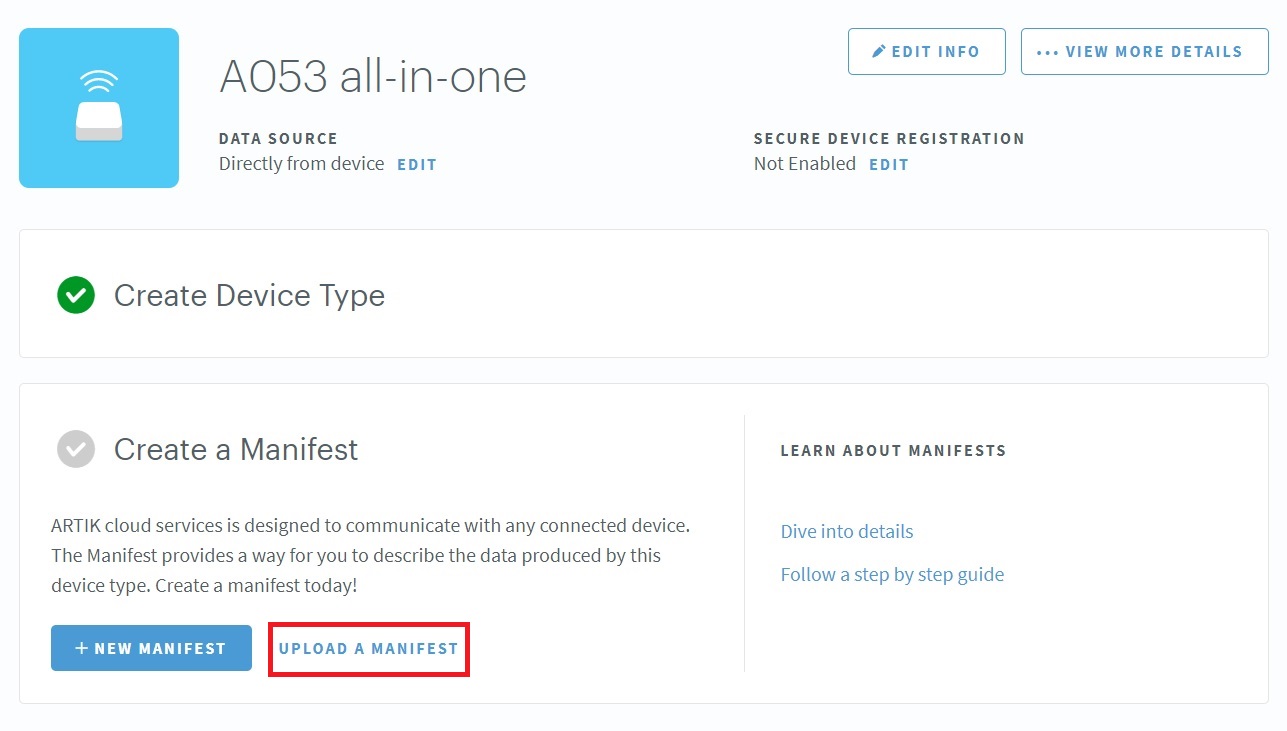 A053 all-in-one
EDIT INFO
••• VIEW MORE DETAILS
DATA SOURCE
Directly from device EDIT
SECURE DEVICE REGISTRATION
Not Enabled EDIT
Create Device Type
Create a Manifest
ARTIK cloud services is designed to communicate with any connected device.
The Manifest provides a way for you to describe the data produced by this
device type. Create a manifest today!
+ NEW MANIFEST
UPLOAD A MANIFEST
LEARN ABOUT MANIFESTS
Dive into details
Follow a step by step guide